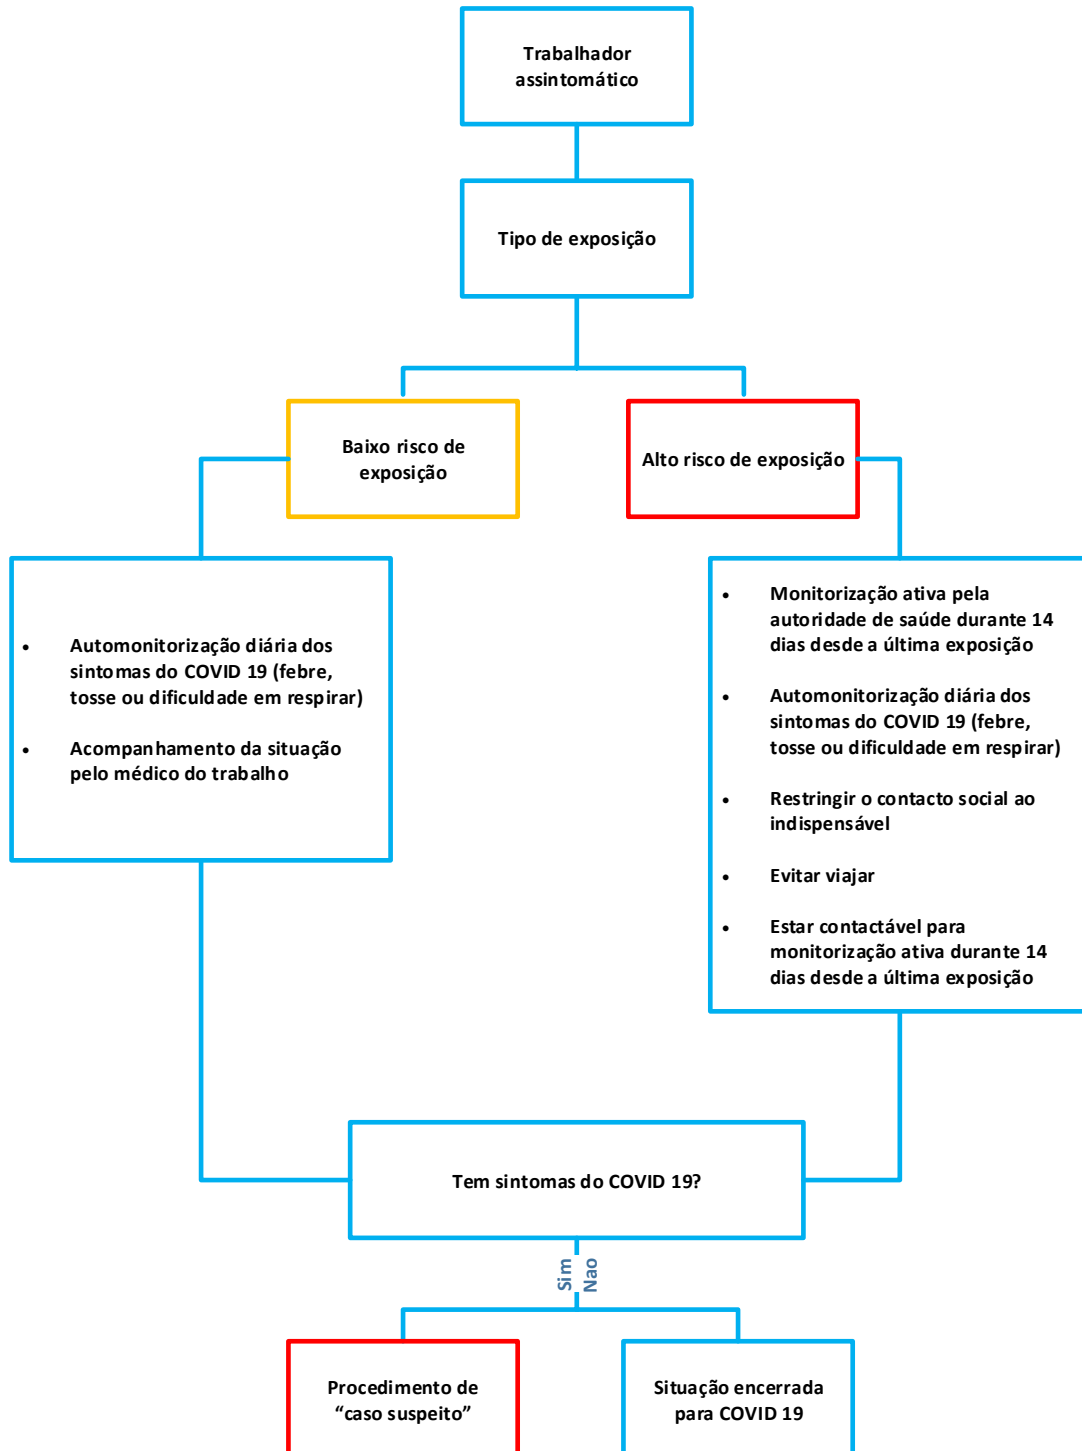 Trabalhador
assintomático
Tipo de exposição
Baixo risco de
exposição
Alto risco de exposição
• Automonitorização diária dos
sintomas do COVID 19 (febre,
tosse ou dificuldade em respirar)
• Acompanhamento da situação
pelo médico do trabalho
• Monitorização ativa pela
autoridade de saúde durante 14
dias desde a última exposição
• Automonitorização diária dos
sintomas do COVID 19 (febre,
tosse ou dificuldade em respirar)
• Restringir o contacto social ao
indispensável
• Evitar viajar
• Estar contactável para
monitorização ativa durante 14
dias desde a última exposição
Tem sintomas do COVID 19?
Sim
Nao
Procedimento de
“caso suspeito”
Situação encerrada
para COVID 19